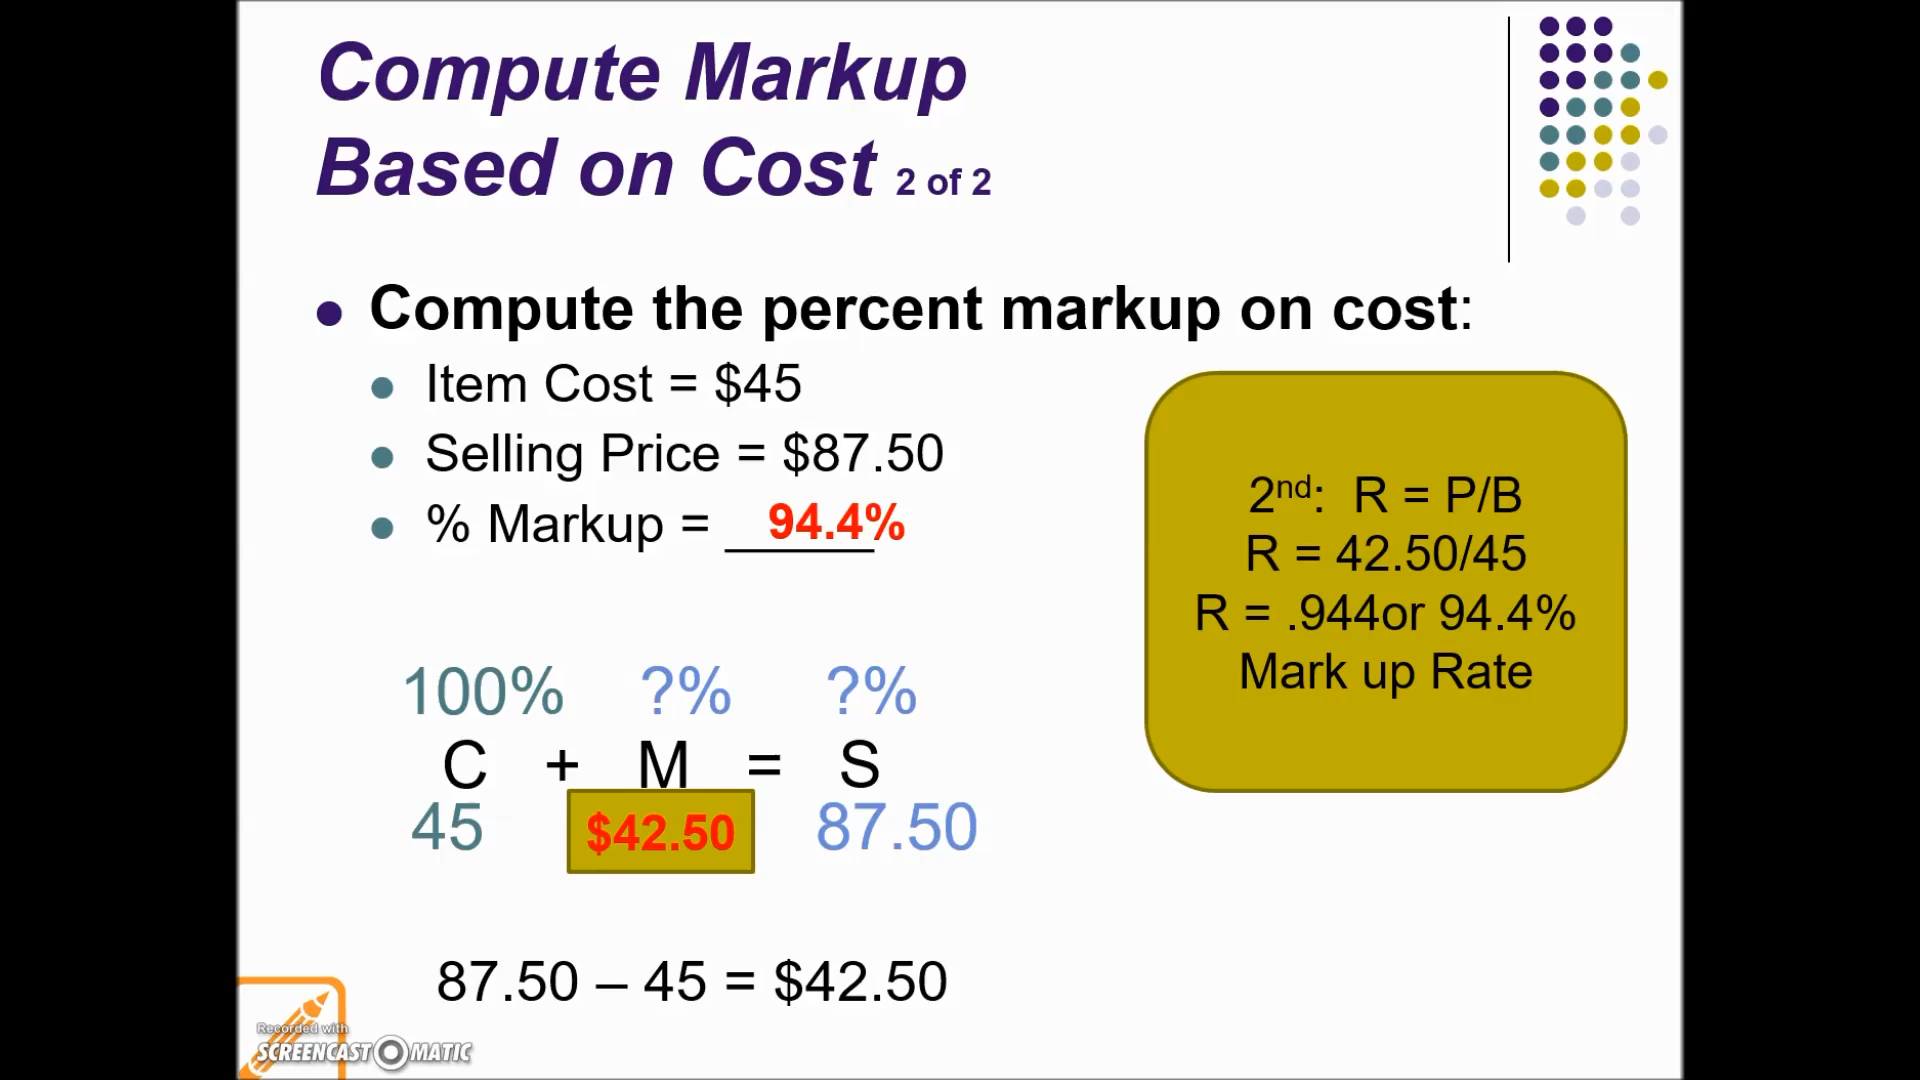 Compute Markup
Based on Cost 2 of 2
Compute the percent markup on cost:
Item Cost = $45
Selling Price = $87.50
% Markup = ______ 94.4%
2nd: R = P/B
R = 42.50/45
R = .944or 94.4%
Mark up Rate
100% ?% ?%
C + M = S
45 $42.50 87.50
87.50 – 45 = $42.50
Recorded with
SCREENCAST-O-MATIC